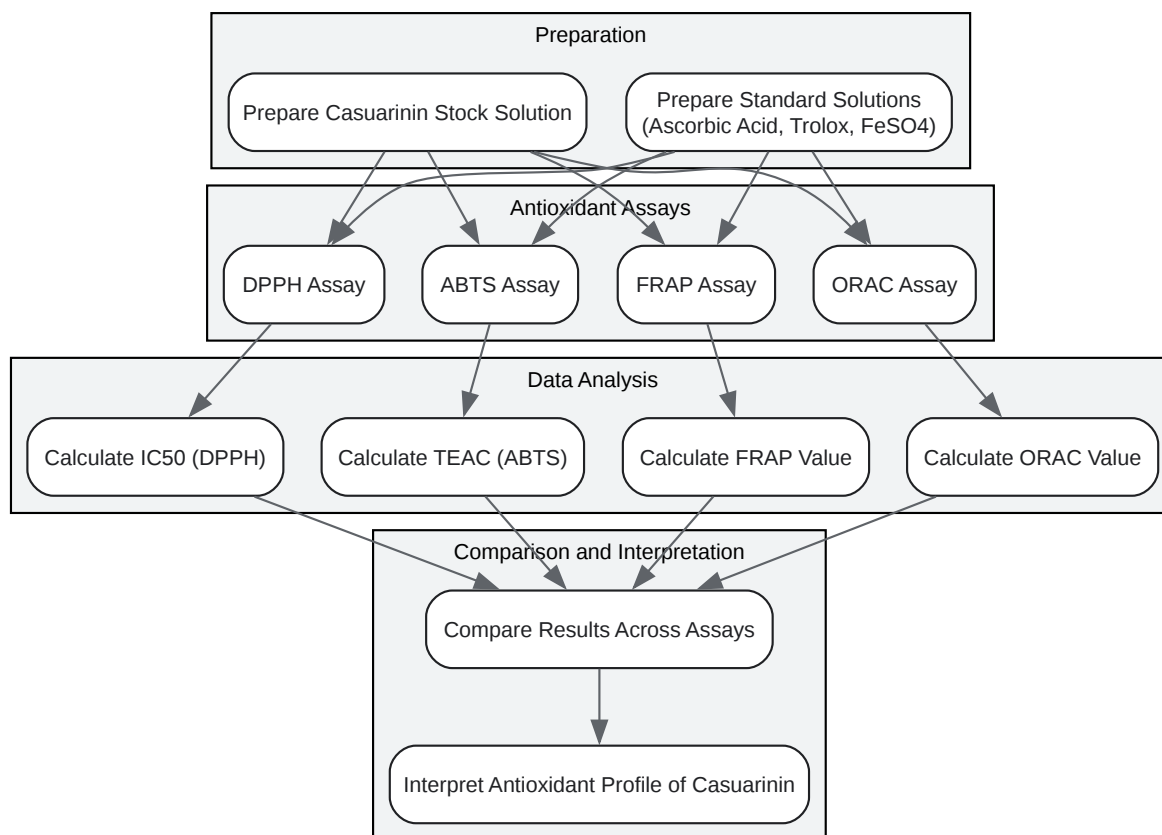 Preparation
Prepare Casuarinin Stock Solution
Prepare Standard Solutions
(Ascorbic Acid, Trolox, FeSO4)
Antioxidant Assays
DPPH Assay
ABTS Assay
FRAP Assay
ORAC Assay
Data Analysis
Calculate IC50 (DPPH)
Calculate TEAC (ABTS)
Calculate FRAP Value
Calculate ORAC Value
Comparison and Interpretation
Compare Results Across Assays
Interpret Antioxidant Profile of Casuarinin